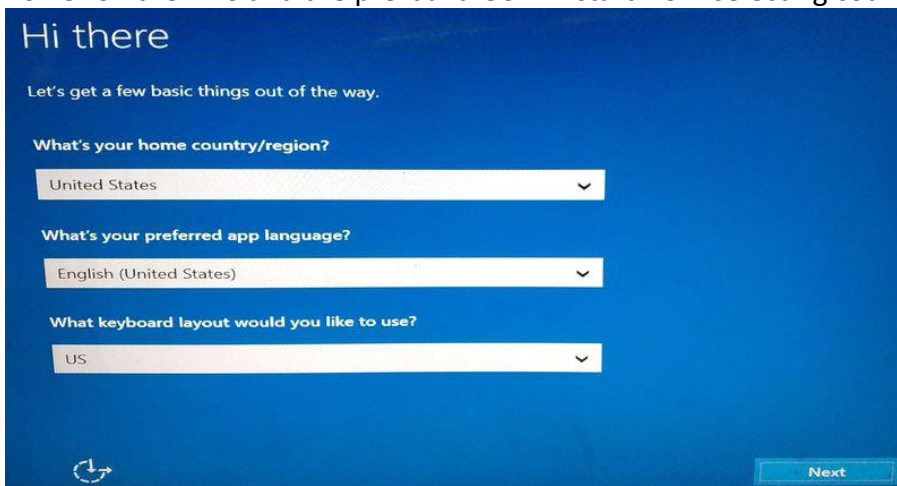 Hi there
Let's get a few basic things out of the way.
What's your home country/region?
United States
What's your preferred app language?
English (United States)
What keyboard layout would you like to use?
US
Next